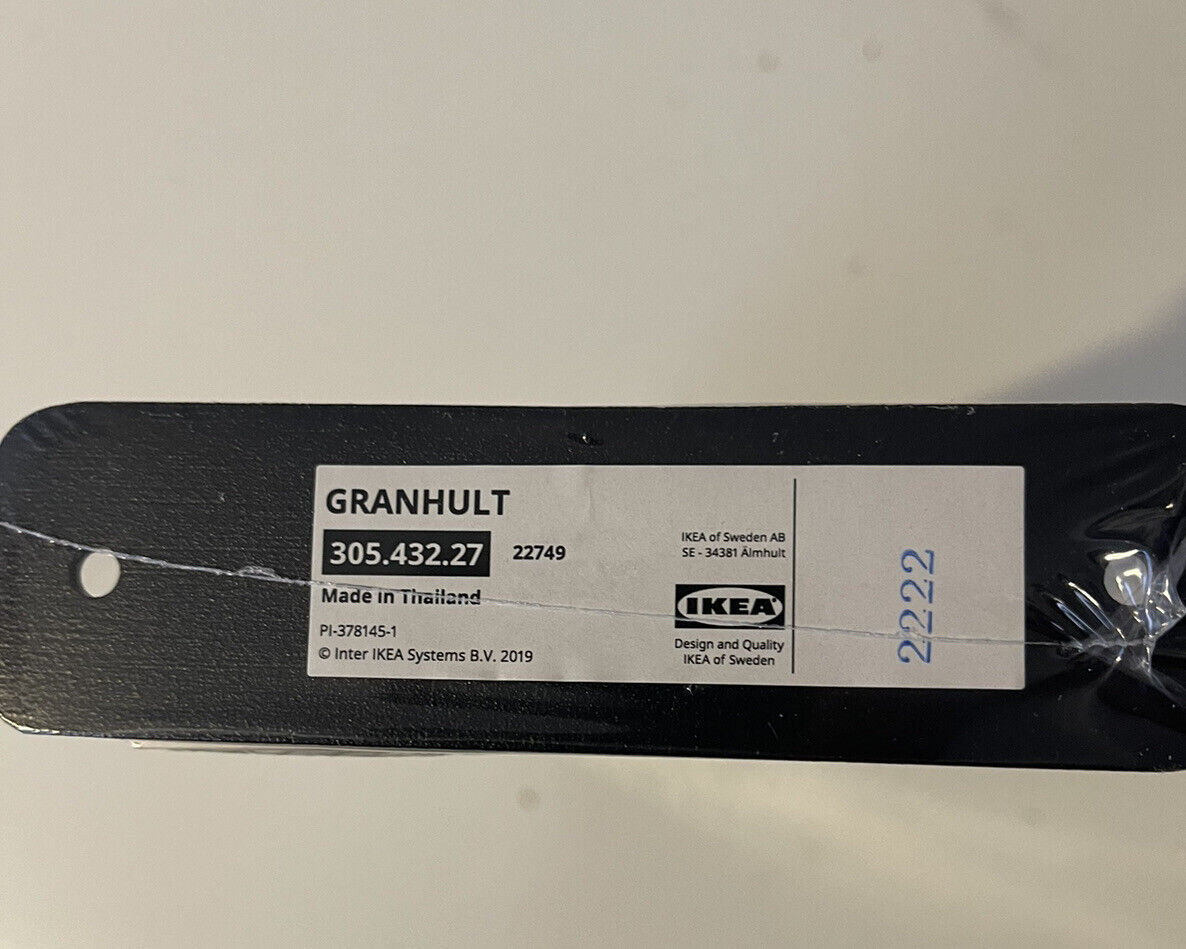 GRANHULT
305.432.27 22749
Made in Thailand
PI-378145-1
© Inter IKEA Systems B.V. 2019
IKEA of Sweden AB
SE - 34381 Älmhult
IKEA®
Design and Quality
IKEA of Sweden
2222